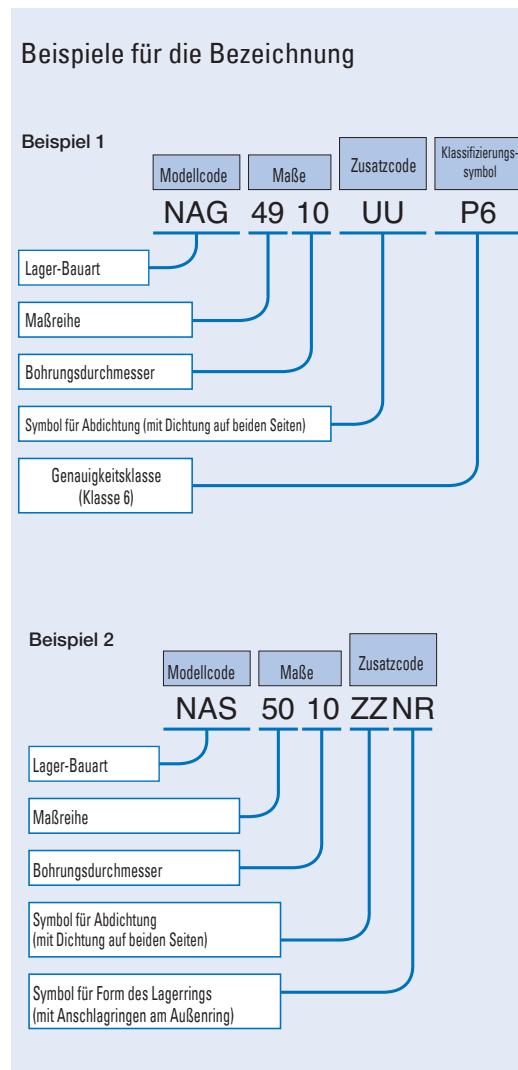 Beispiele für die Bezeichnung
Beispiel 1
Modellcode Maße Zusatzcode Klassifizierungs-
symbol
NAG 49 10 UU P6
Lager-Bauart
Maßreihe
Bohrungsdurchmesser
Symbol für Abdichtung (mit Dichtung auf beiden Seiten)
Genauigkeitsklasse
(Klasse 6)
Beispiel 2
Modellcode Maße Zusatzcode
NAS 50 10 ZZ NR
Lager-Bauart
Maßreihe
Bohrungsdurchmesser
Symbol für Abdichtung
(mit Dichtung auf beiden Seiten)
Symbol für Form des Lagerrings
(mit Anschlagringen am Außenring)